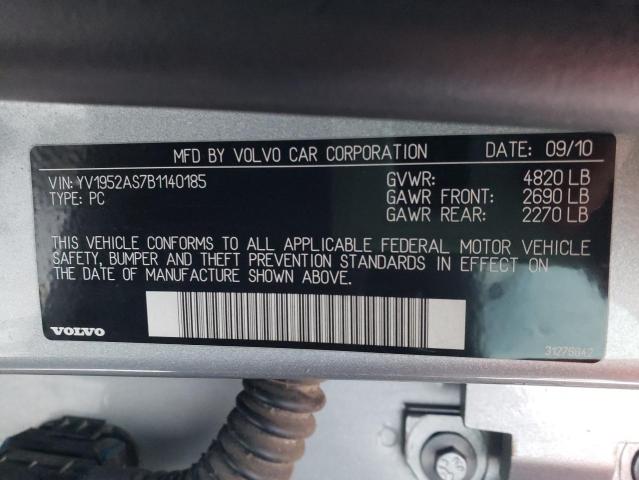 MFD BY VOLVO CAR CORPORATION DATE: 09/10
VIN: YV1952AS7B1140185 GVWR: 4820 LB
TYPE: PC GAWR FRONT: 2690 LB
GAWR REAR: 2270 LB
THIS VEHICLE CONFORMS TO ALL APPLICABLE FEDERAL MOTOR VEHICLE
SAFETY, BUMPER AND THEFT PREVENTION STANDARDS IN EFFECT ON
THE DATE OF MANUFACTURE SHOWN ABOVE.
VOLVO